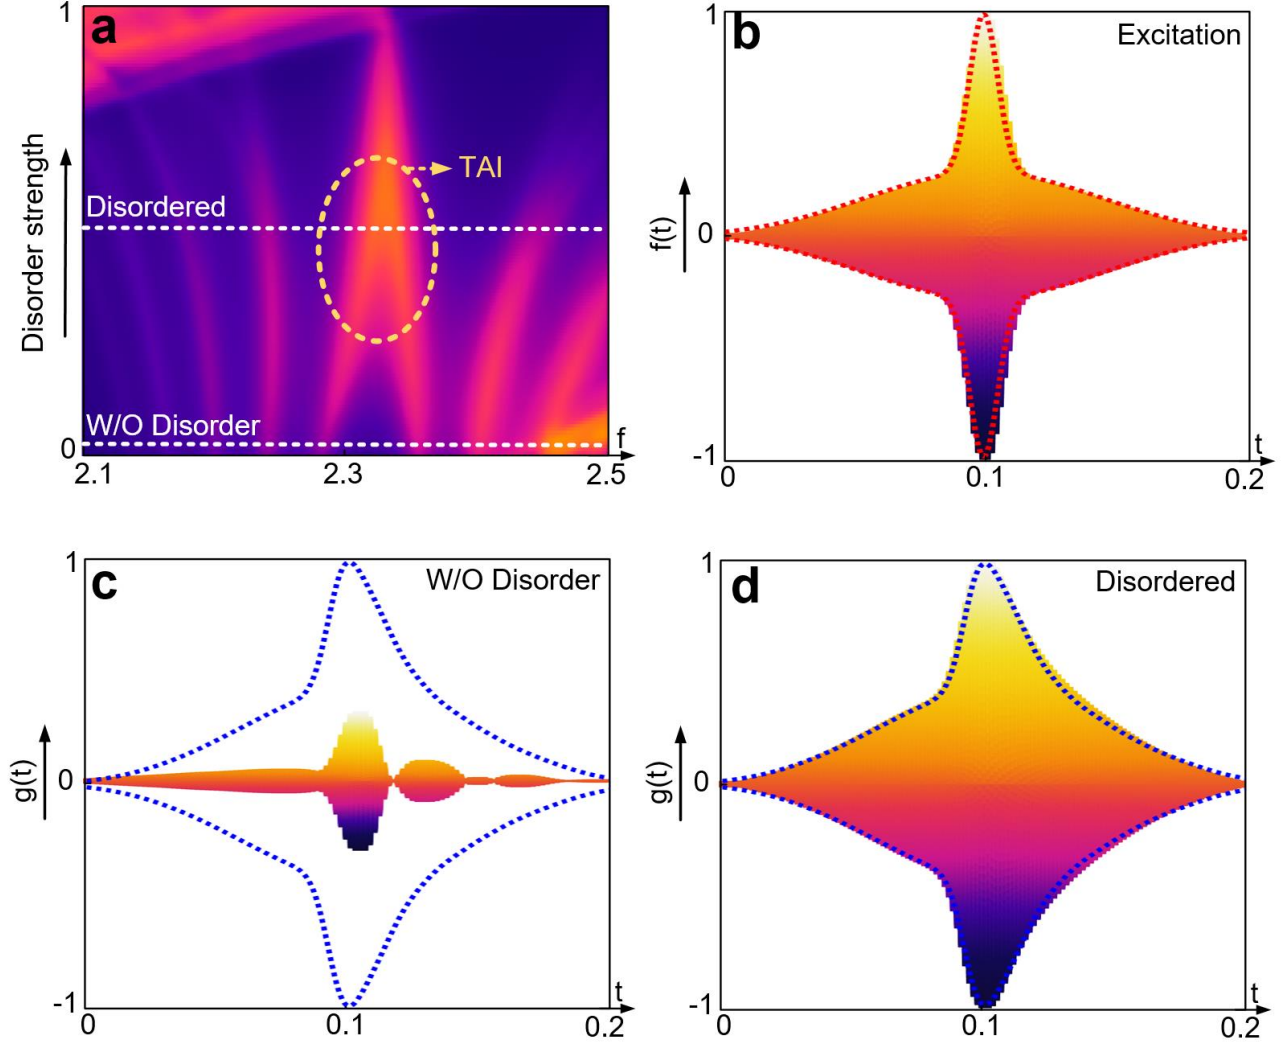 a
1
Disorder strength
TAI
Disordered
W/O Disorder
0
f
2.1
2.3
2.5
b
Excitation
1
f(t)
0
-1
t
0
0.1
0.2
c
W/O Disorder
1
g(t)
0
-1
t
0
0.1
0.2
d
Disordered
1
g(t)
0
-1
t
0
0.1
0.2